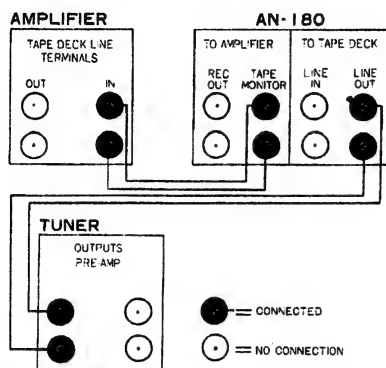 AMPLIFIER
TAPE DECK LINE
TERMINALS
OUT IN
AN-180
TO AMPLIFIER TO TAPE DECK
REC OUT TAPE MONITOR LINE IN LINE OUT
TUNER
OUTPUTS
PRE-AMP
= CONNECTED
= NO CONNECTION